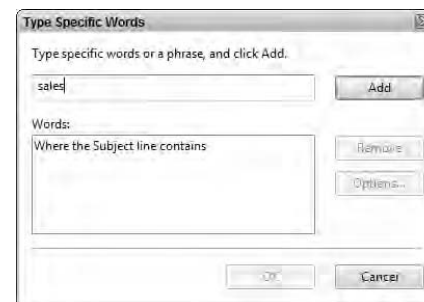 Type Specific Words
Type specific words or a phrase, and click Add.
sales
Add
Words:
Where the Subject line contains
Remove
Options...
OK
Cancel